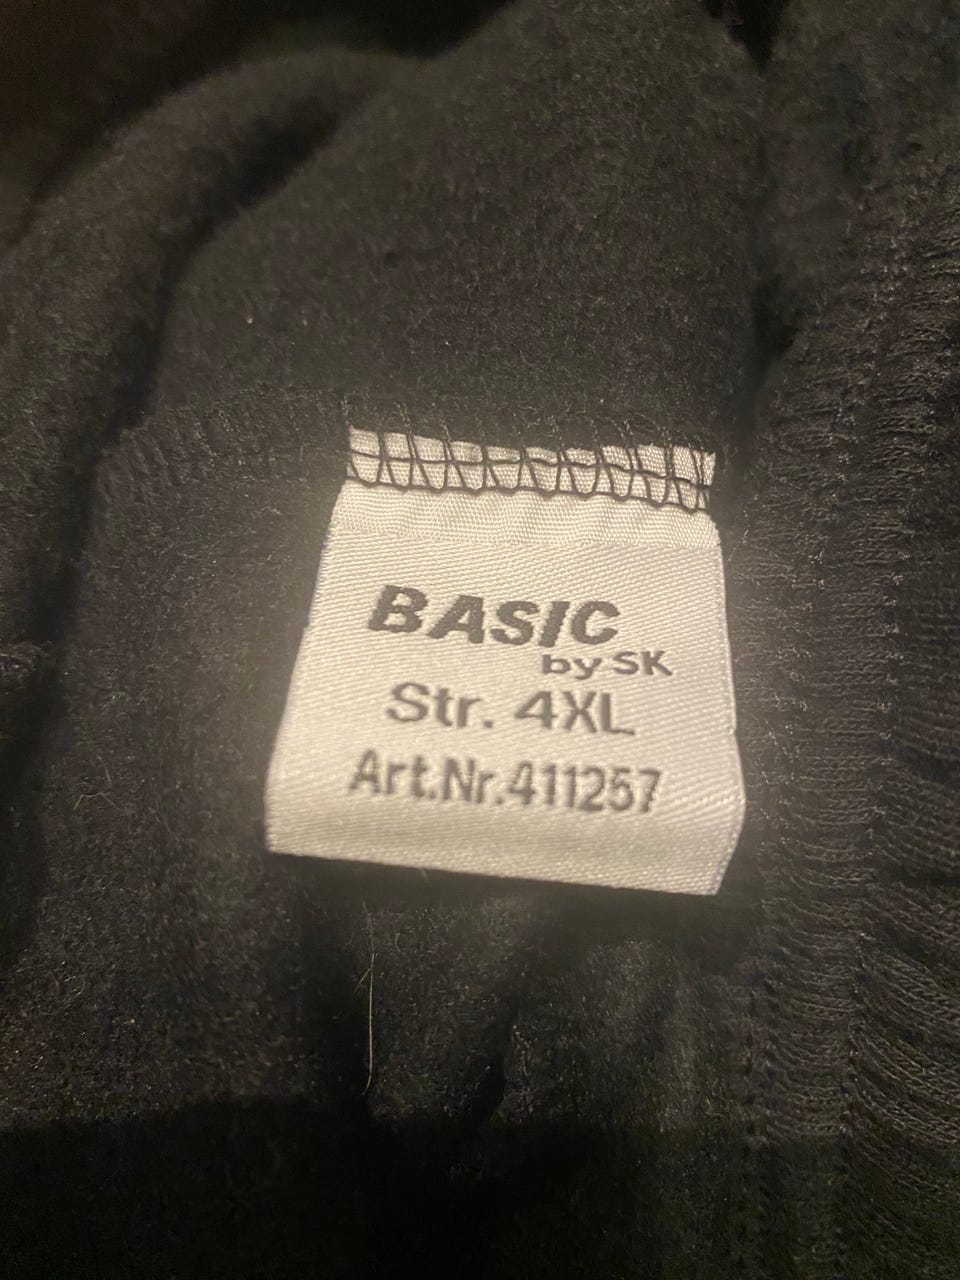 BASIC
by SK
Str. 4XL
Art.Nr.411257